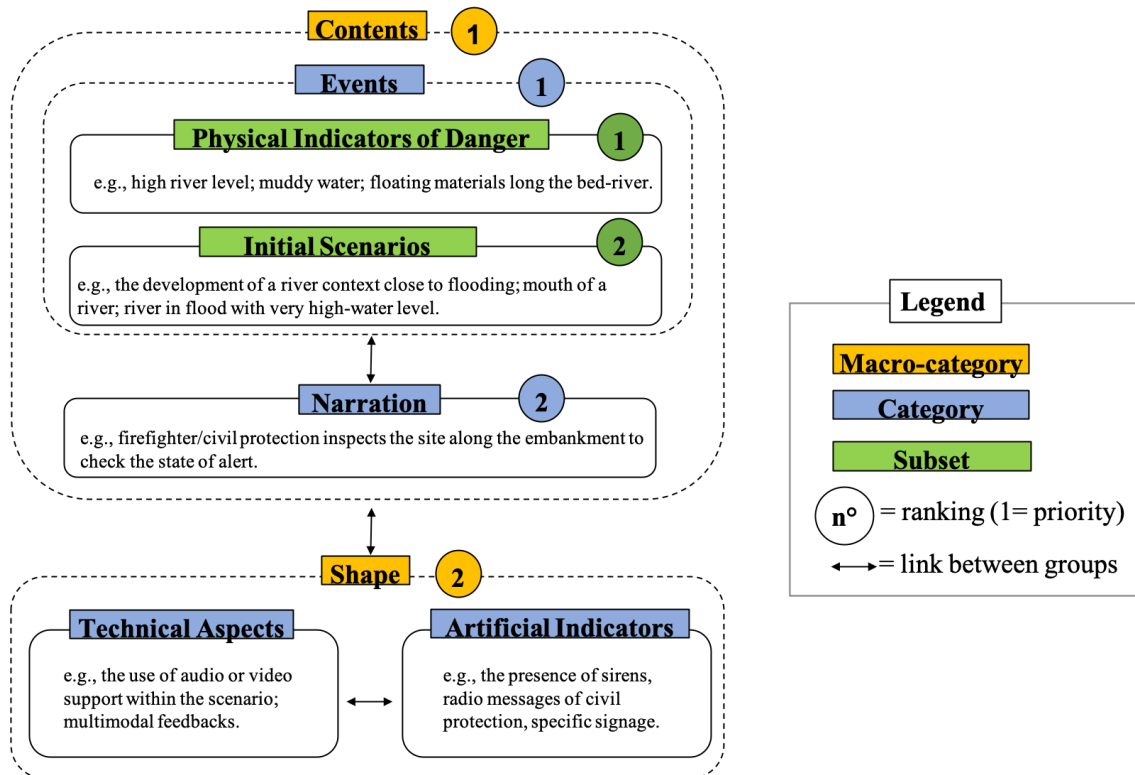 Contents
1
Events
1
Physical Indicators of Danger
1
e.g., high river level; muddy water; floating materials long the bed-river.
Initial Scenarios
2
e.g., the development of a river context close to flooding; mouth of a
river; river in flood with very high-water level.
Narration
2
e.g., firefighter/civil protection inspects the site along the embankment to
check the state of alert.
Shape
2
Technical Aspects
e.g., the use of audio or video
support within the scenario;
multimodal feedbacks.
Artificial Indicators
e.g., the presence of sirens,
radio messages of civil
protection, specific signage.
Legend
Macro-category
Category
Subset
n° = ranking (1= priority)
= link between groups